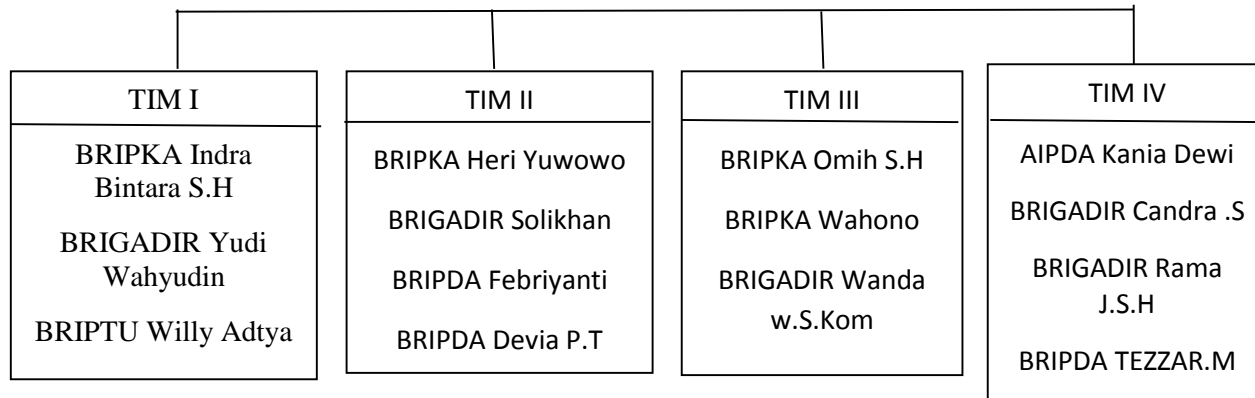 TIM I
BRIPKA Indra
Bintara S.H
BRIGADIR Yudi
Wahyudin
BRIPTU Willy Adtya
TIM II
BRIPKA Heri Yuwowo
BRIGADIR Solikhan
BRIPDA Febriyanti
BRIPDA Devia P.T
TIM III
BRIPKA Omih S.H
BRIPKA Wahono
BRIGADIR Wanda
w.S.Kom
TIM IV
AIPDA Kania Dewi
BRIGADIR Candra .S
BRIGADIR Rama
J.S.H
BRIPDA TEZZAR.M